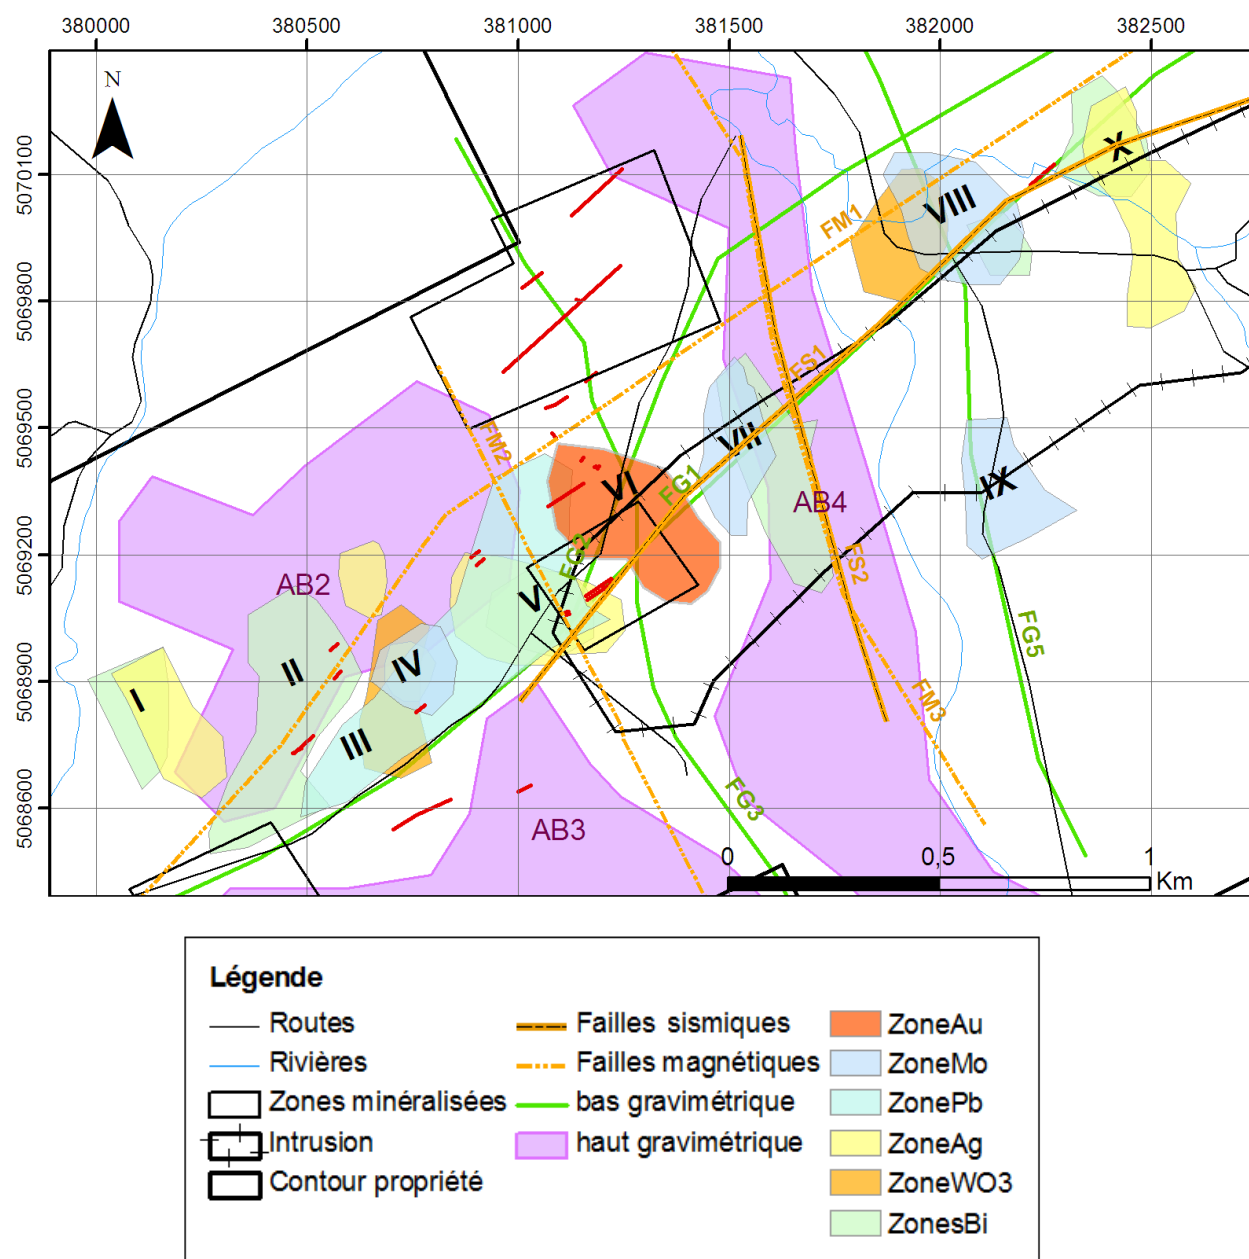 380000 380500 381000 381500 382000 382500
N
5070100
5069800
5069500
5069200
5068900
5068600
FM1
X
VIII
FS1
FM2
VII
VI
FG1
IX
AB4
FG2
FS2
AB2
V
FG5
IV
II
I
FM3
III
FG3
AB3
0 0,5 1
Km
Légende
Routes
Rivières
Zones minéralisées
Intrusion
Contour propriété
Failles sismiques
Failles magnétiques
bas gravimétrique
haut gravimétrique
ZoneAu
ZoneMo
ZonePb
ZoneAg
ZoneWO3
ZonesBi